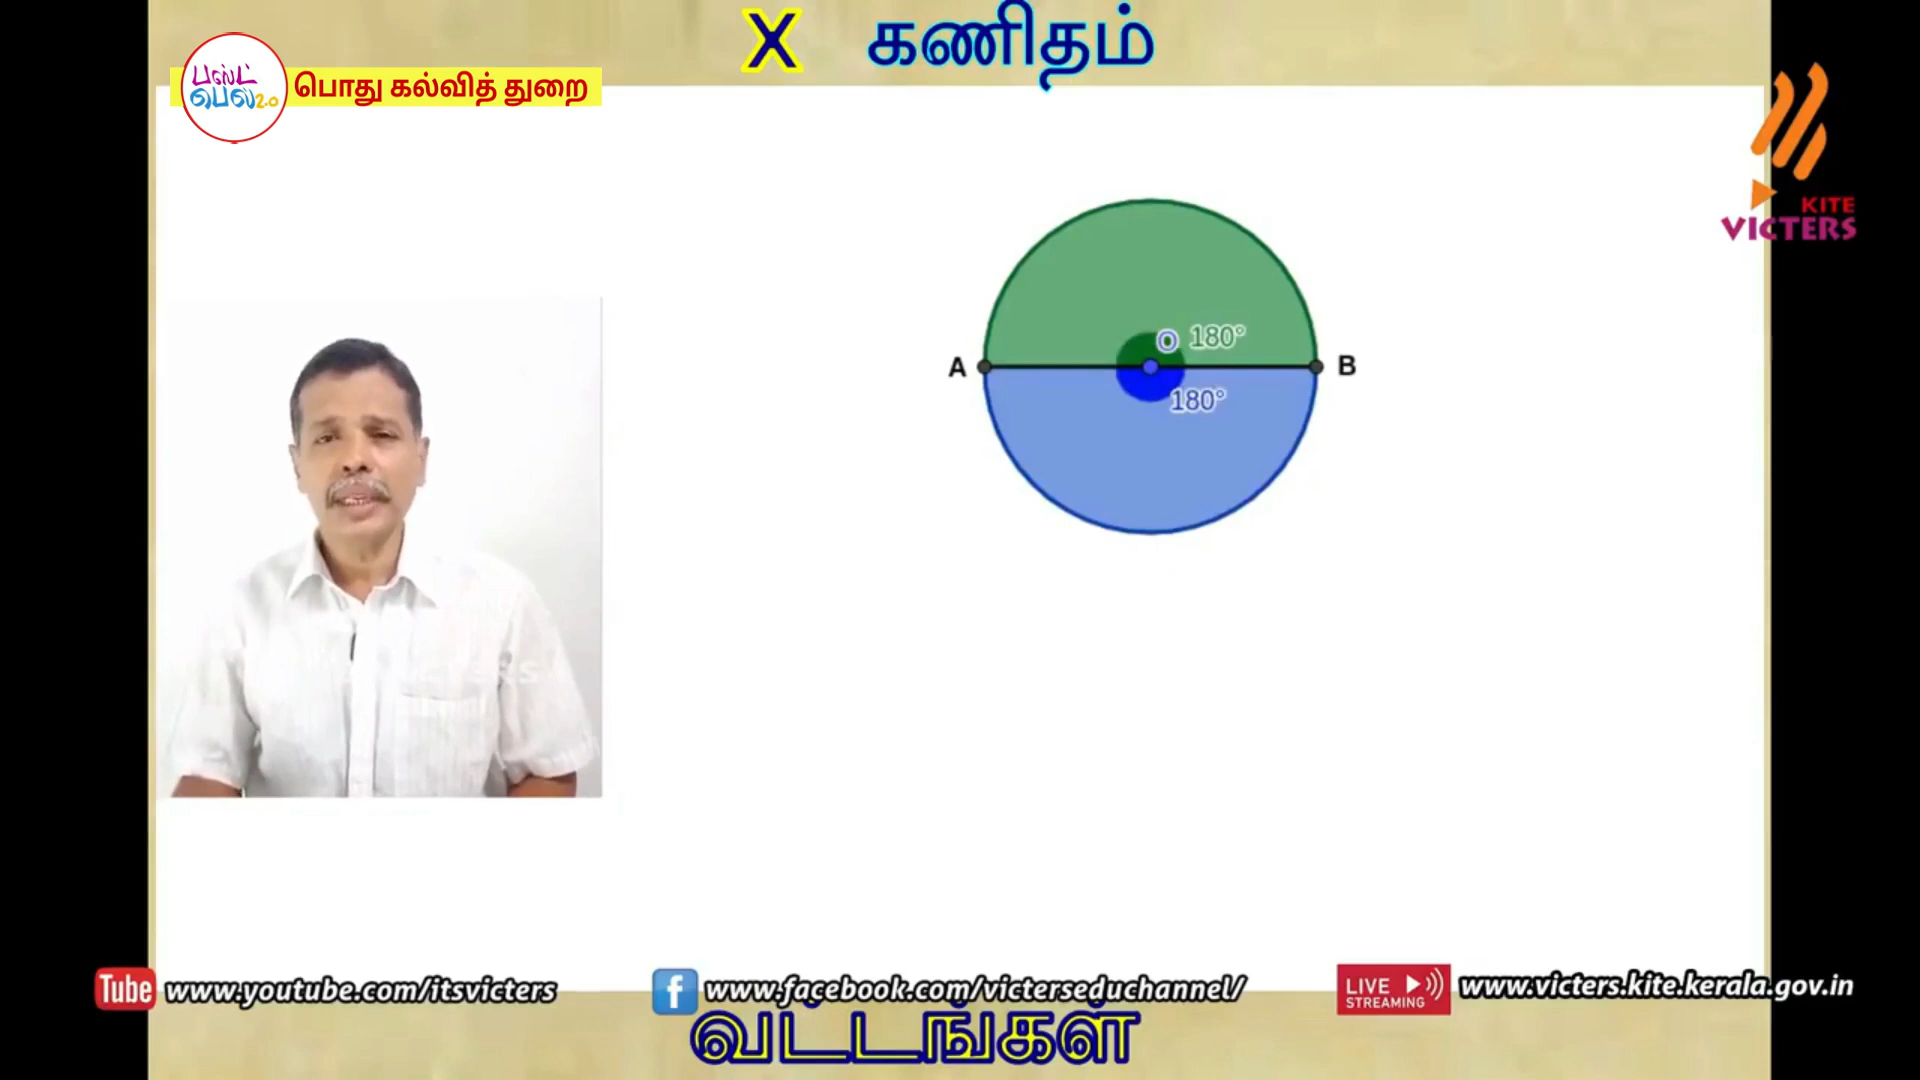 X கணிதம்
பஸ்ட்
பெல் 2.0
பொது கல்வித் துறை
KITE
VICTERS
O 180°
A
B
180°
Tube www.youtube.com/itsvicters
f www.facebook.com/victerseduchannel/
LIVE
STREAMING
www.victers.kite.kerala.gov.in
வட்டங்கள்